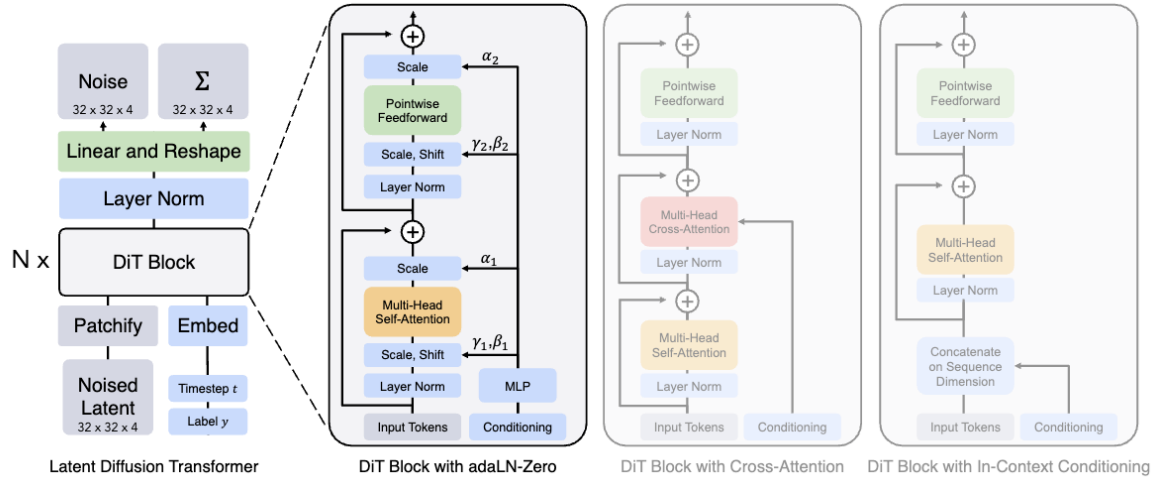 Noise
32 x 32 x 4
Σ
32 x 32 x 4
Linear and Reshape
Layer Norm
N x
DiT Block
Patchify
Embed
Noised
Latent
32 x 32 x 4
Timestep t
Label y
Latent Diffusion Transformer
Scale
α₂
Pointwise
Feedforward
Scale, Shift
γ₂,β₂
Layer Norm
Scale
α₁
Multi-Head
Self-Attention
Scale, Shift
γ₁,β₁
Layer Norm
MLP
Input Tokens
Conditioning
DiT Block with adaLN-Zero
Pointwise
Feedforward
Layer Norm
Multi-Head
Cross-Attention
Layer Norm
Multi-Head
Self-Attention
Layer Norm
Input Tokens
Conditioning
DiT Block with Cross-Attention
Pointwise
Feedforward
Layer Norm
Multi-Head
Self-Attention
Layer Norm
Concatenate
on Sequence
Dimension
Input Tokens
Conditioning
DiT Block with In-Context Conditioning